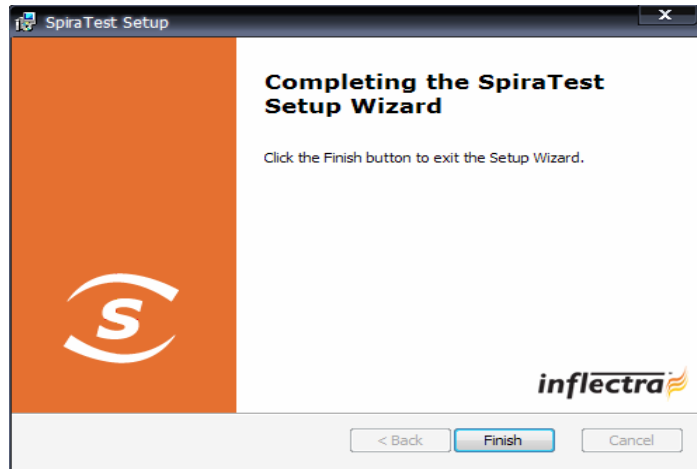 SpiraTest Setup
x
Completing the SpiraTest
Setup Wizard
Click the Finish button to exit the Setup Wizard.
S
inflectra
< Back Finish Cancel